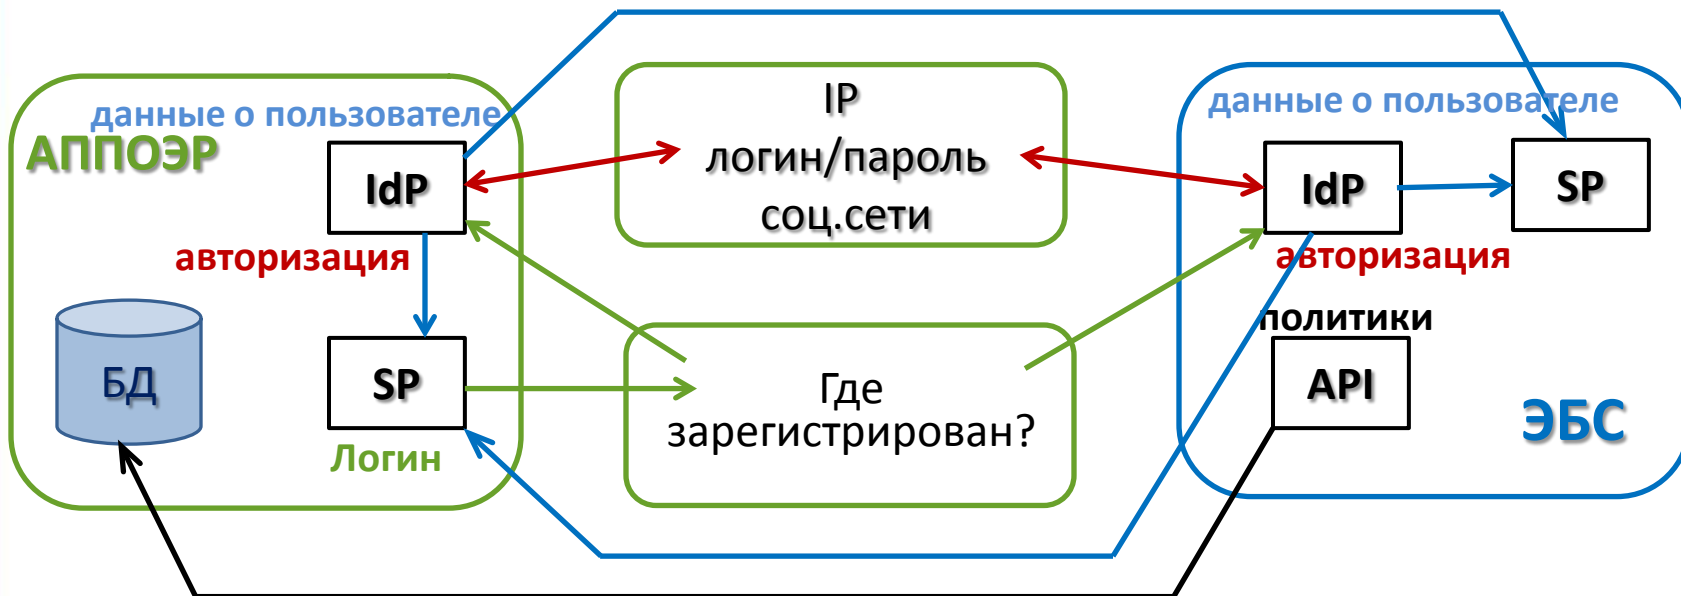 данные о пользователе
АППОЭР
IdP
авторизация
БД
SP
Логин
IP
логин/пароль
соц.сети
Где
зарегистрирован?
данные о пользователе
IdP
SP
авторизация
политики
API
ЭБС